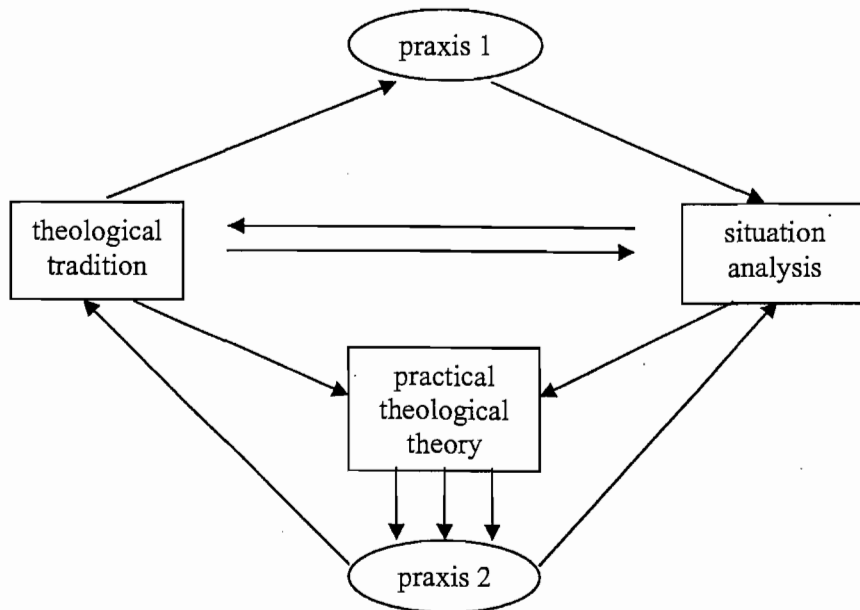 praxis 1
theological
tradition
situation
analysis
practical
theological
theory
praxis 2